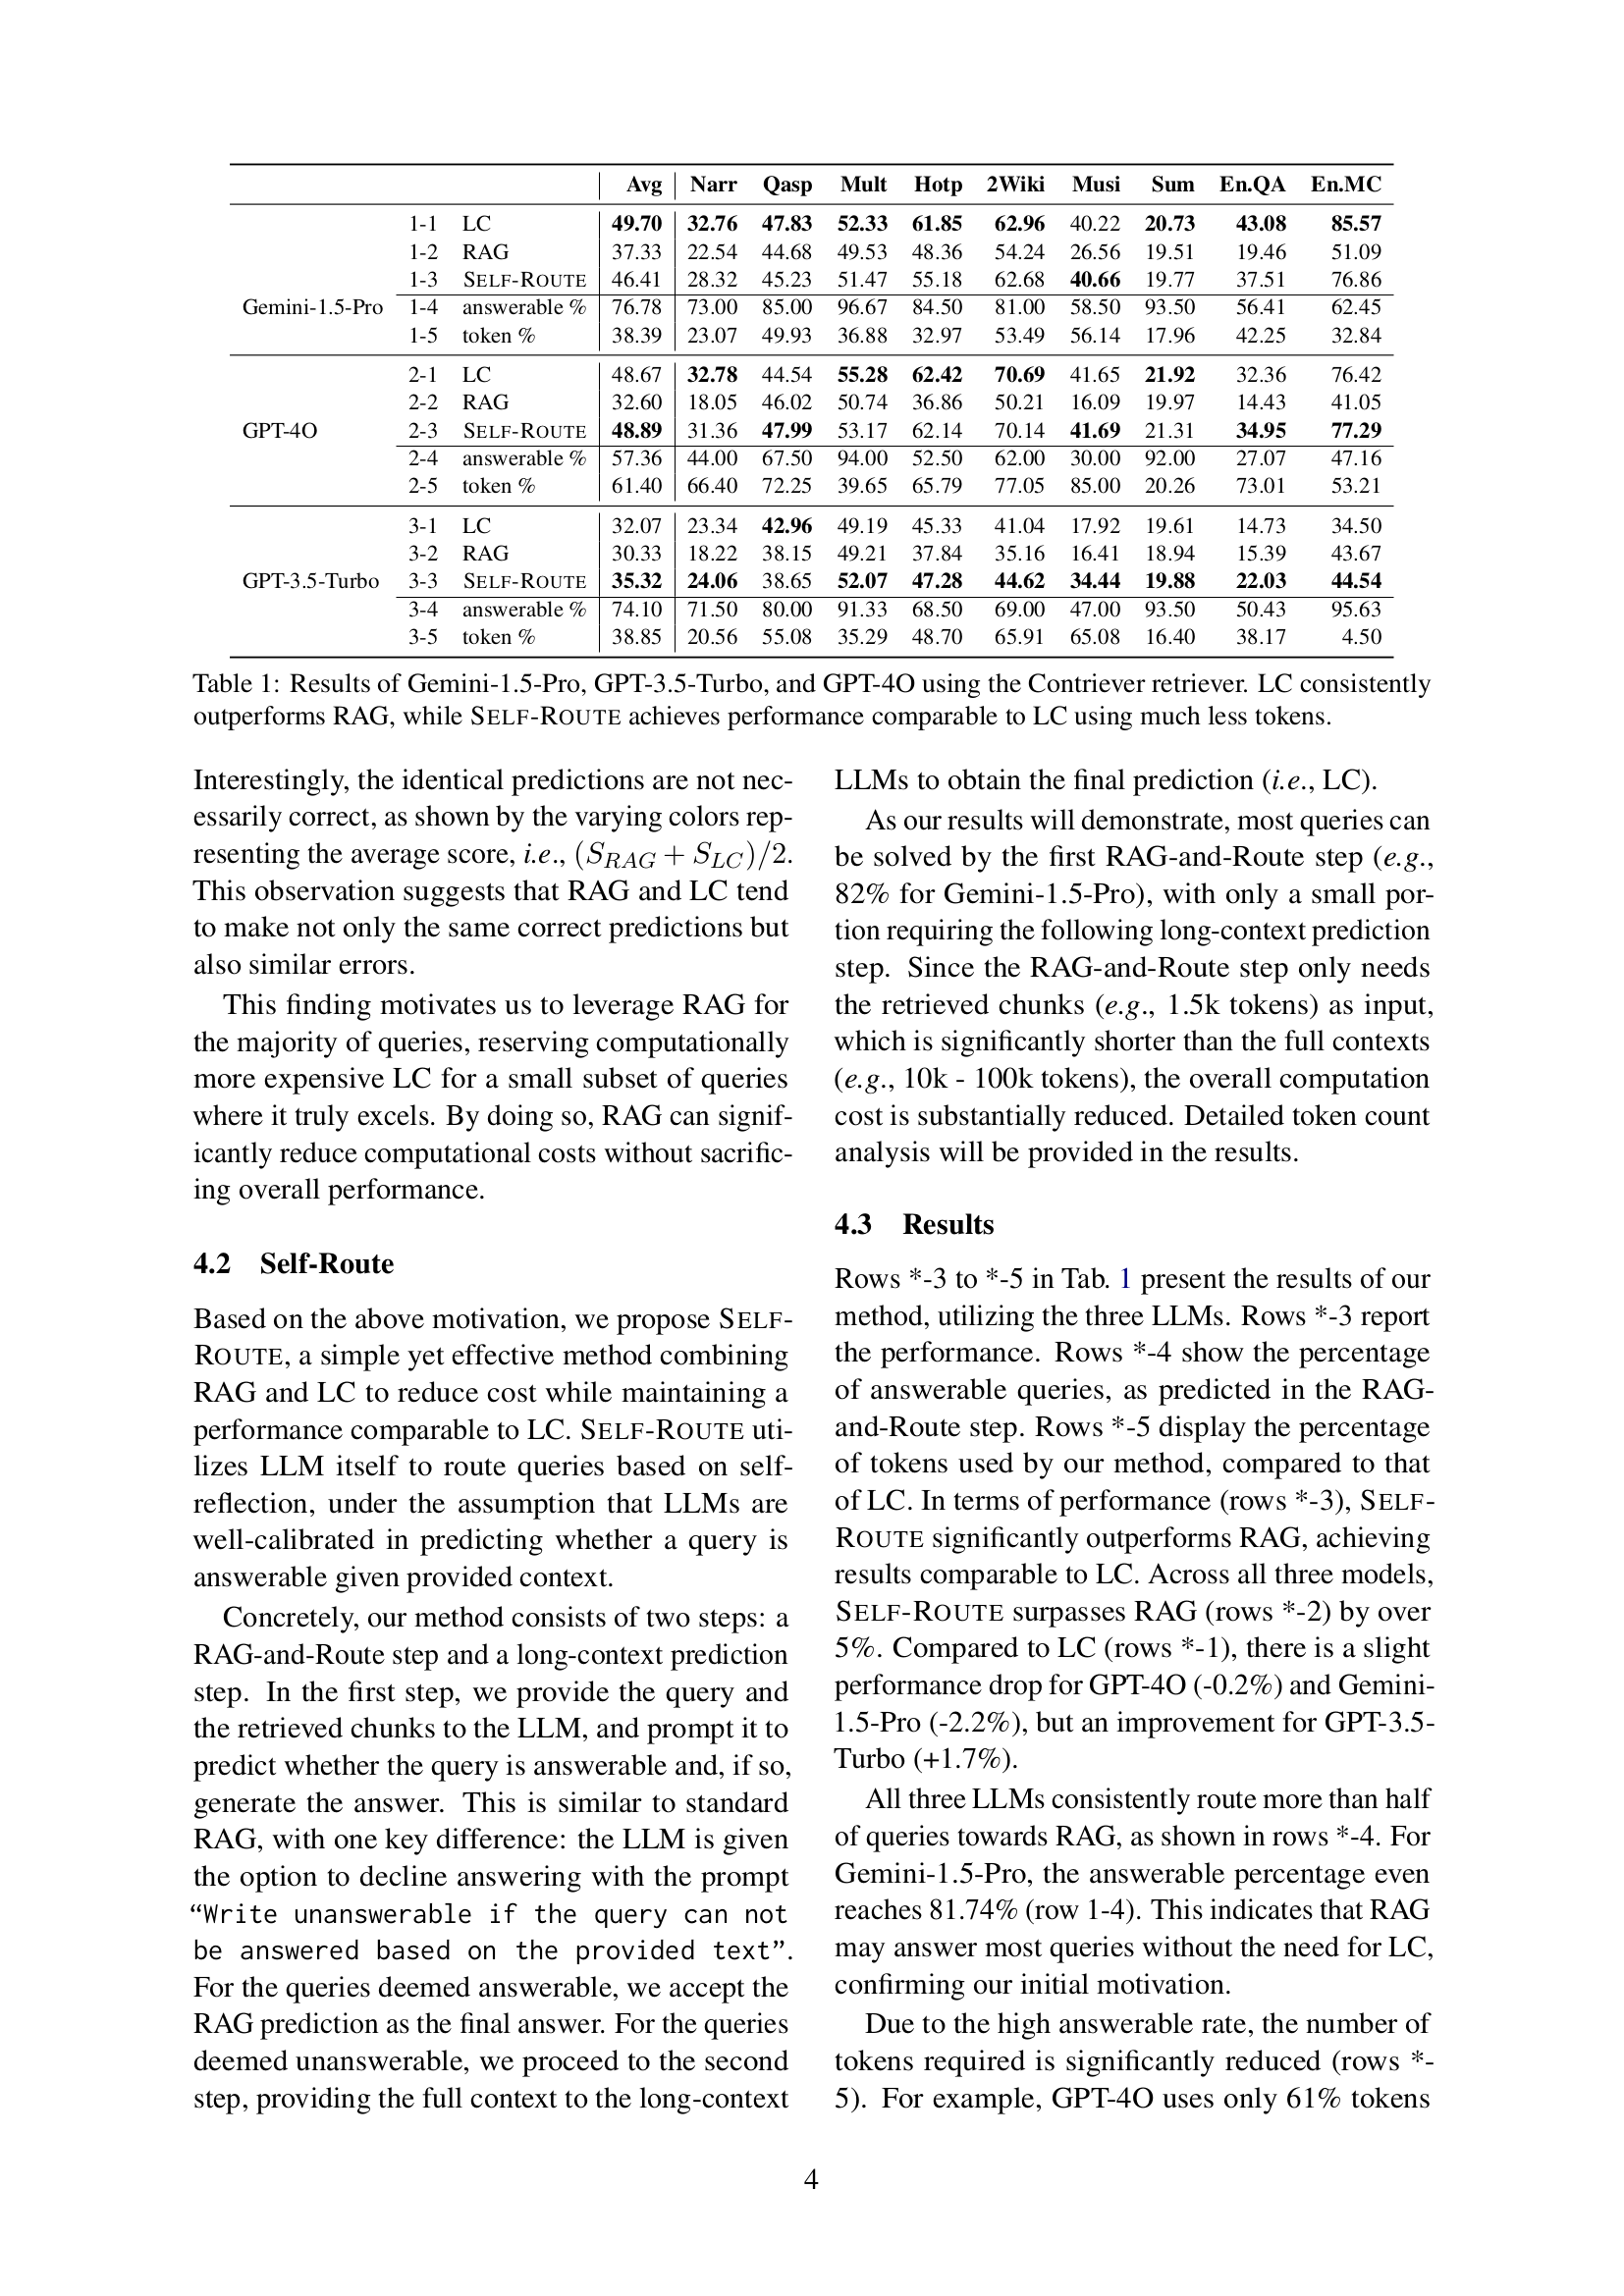 Avg Narr Qasp Mult Hotp 2Wiki Musi Sum En.QA En.MC
1-1 LC 49.70 32.76 47.83 52.33 61.85 62.96 40.22 20.73 43.08 85.57
1-2 RAG 37.33 22.54 44.68 49.53 48.36 54.24 26.56 19.51 19.46 51.09
1-3 SELF-ROUTE 46.41 28.32 45.23 51.47 55.18 62.68 40.66 19.77 37.51 76.86
Gemini-1.5-Pro 1-4 answerable % 76.78 73.00 85.00 96.67 84.50 81.00 58.50 93.50 56.41 62.45
1-5 token % 38.39 23.07 49.93 36.88 32.97 53.49 56.14 17.96 42.25 32.84
2-1 LC 48.67 32.78 44.54 55.28 62.42 70.69 41.65 21.92 32.36 76.42
2-2 RAG 32.60 18.05 46.02 50.74 36.86 50.21 16.09 19.97 14.43 41.05
GPT-4O 2-3 SELF-ROUTE 48.89 31.36 47.99 53.17 62.14 70.14 41.69 21.31 34.95 77.29
2-4 answerable % 57.36 44.00 67.50 94.00 52.50 62.00 30.00 92.00 27.07 47.16
2-5 token % 61.40 66.40 72.25 39.65 65.79 77.05 85.00 20.26 73.01 53.21
3-1 LC 32.07 23.34 42.96 49.19 45.33 41.04 17.92 19.61 14.73 34.50
3-2 RAG 30.33 18.22 38.15 49.21 37.84 35.16 16.41 18.94 15.39 43.67
GPT-3.5-Turbo 3-3 SELF-ROUTE 35.32 24.06 38.65 52.07 47.28 44.62 34.44 19.88 22.03 44.54
3-4 answerable % 74.10 71.50 80.00 91.33 68.50 69.00 47.00 93.50 50.43 95.63
3-5 token % 38.85 20.56 55.08 35.29 48.70 65.91 65.08 16.40 38.17 4.50
Table 1: Results of Gemini-1.5-Pro, GPT-3.5-Turbo, and GPT-4O using the Contriever retriever. LC consistently
outperforms RAG, while SELF-ROUTE achieves performance comparable to LC using much less tokens.
Interestingly, the identical predictions are not nec-
essarily correct, as shown by the varying colors rep-
resenting the average score, i.e., (S_RAG + S_LC)/2.
This observation suggests that RAG and LC tend
to make not only the same correct predictions but
also similar errors.
This finding motivates us to leverage RAG for
the majority of queries, reserving computationally
more expensive LC for a small subset of queries
where it truly excels. By doing so, RAG can signif-
icantly reduce computational costs without sacrific-
ing overall performance.
4.2 Self-Route
Based on the above motivation, we propose SELF-
ROUTE, a simple yet effective method combining
RAG and LC to reduce cost while maintaining a
performance comparable to LC. SELF-ROUTE uti-
lizes LLM itself to route queries based on self-
reflection, under the assumption that LLMs are
well-calibrated in predicting whether a query is
answerable given provided context.
Concretely, our method consists of two steps: a
RAG-and-Route step and a long-context prediction
step. In the first step, we provide the query and
the retrieved chunks to the LLM, and prompt it to
predict whether the query is answerable and, if so,
generate the answer. This is similar to standard
RAG, with one key difference: the LLM is given
the option to decline answering with the prompt
“Write unanswerable if the query can not
be answered based on the provided text”.
For the queries deemed answerable, we accept the
RAG prediction as the final answer. For the queries
deemed unanswerable, we proceed to the second
step, providing the full context to the long-context
LLMs to obtain the final prediction (i.e., LC).
As our results will demonstrate, most queries can
be solved by the first RAG-and-Route step (e.g.,
82% for Gemini-1.5-Pro), with only a small por-
tion requiring the following long-context prediction
step. Since the RAG-and-Route step only needs
the retrieved chunks (e.g., 1.5k tokens) as input,
which is significantly shorter than the full contexts
(e.g., 10k - 100k tokens), the overall computation
cost is substantially reduced. Detailed token count
analysis will be provided in the results.
4.3 Results
Rows *-3 to *-5 in Tab. 1 present the results of our
method, utilizing the three LLMs. Rows *-3 report
the performance. Rows *-4 show the percentage
of answerable queries, as predicted in the RAG-
and-Route step. Rows *-5 display the percentage
of tokens used by our method, compared to that
of LC. In terms of performance (rows *-3), SELF-
ROUTE significantly outperforms RAG, achieving
results comparable to LC. Across all three models,
SELF-ROUTE surpasses RAG (rows *-2) by over
5%. Compared to LC (rows *-1), there is a slight
performance drop for GPT-4O (-0.2%) and Gemini-
1.5-Pro (-2.2%), but an improvement for GPT-3.5-
Turbo (+1.7%).
All three LLMs consistently route more than half
of queries towards RAG, as shown in rows *-4. For
Gemini-1.5-Pro, the answerable percentage even
reaches 81.74% (row 1-4). This indicates that RAG
may answer most queries without the need for LC,
confirming our initial motivation.
Due to the high answerable rate, the number of
tokens required is significantly reduced (rows *-
5). For example, GPT-4O uses only 61% tokens
4